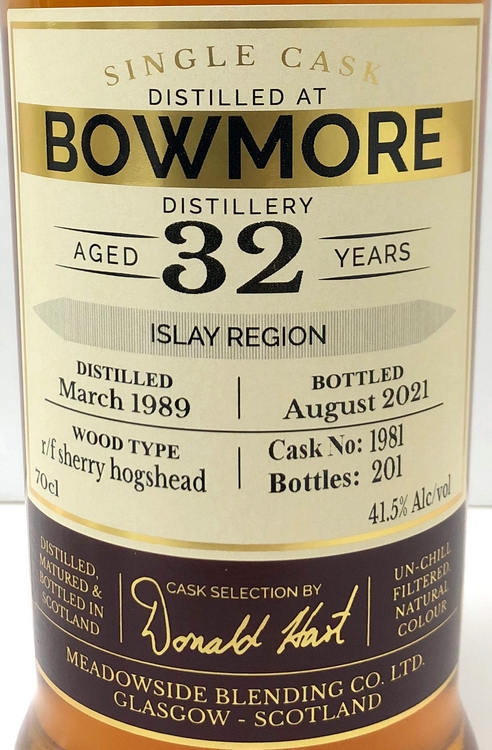 SINGLE CASK
DISTILLED AT
BOWMORE
DISTILLERY
AGED 32 YEARS
ISLAY REGION
DISTILLED
March 1989
BOTTLED
August 2021
WOOD TYPE
r/f sherry hogshead
Cask No: 1981
Bottles: 201
70cl
41.5% Alc/vol
DISTILLED,
MATURED &
BOTTLED IN
SCOTLAND
CASK SELECTION BY
Donald Hart
UN-CHILL
FILTERED,
NATURAL
COLOUR
MEADOWSIDE BLENDING CO. LTD.
GLASGOW - SCOTLAND